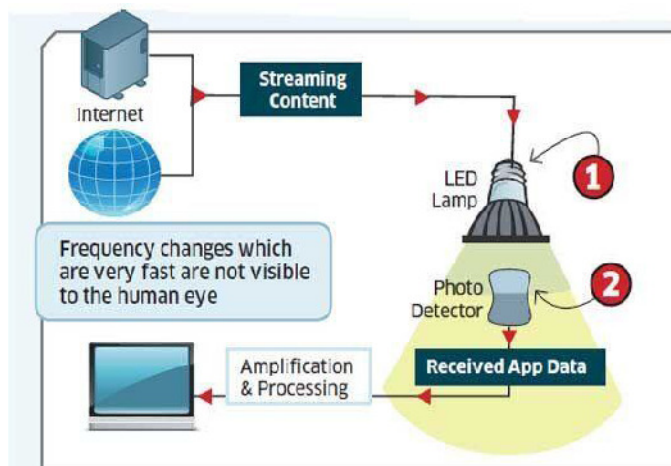 Streaming
Content
Internet
LED
Lamp
1
Frequency changes which
are very fast are not visible
to the human eye
Photo
Detector
2
Amplification
& Processing
Received App Data